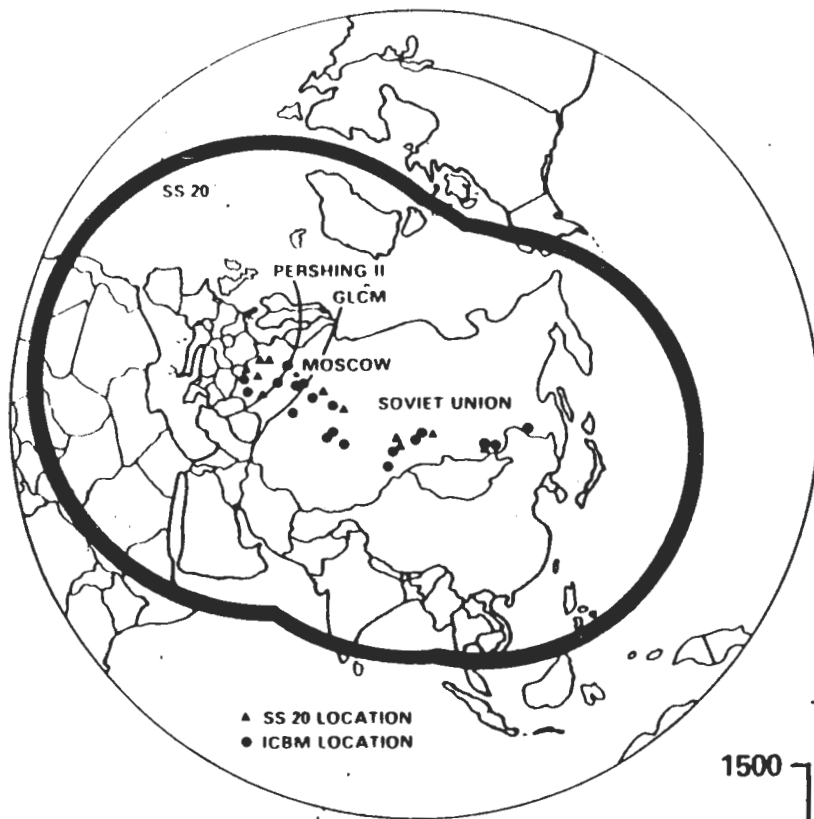 SS 20
PERSHING II
GLCM
MOSCOW
SOVIET UNION
▲ SS 20 LOCATION
● ICBM LOCATION
1500